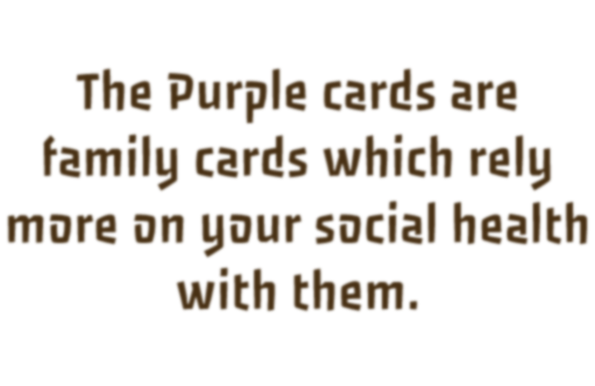 The Purple cards are
family cards which rely
more on your social health
with them.